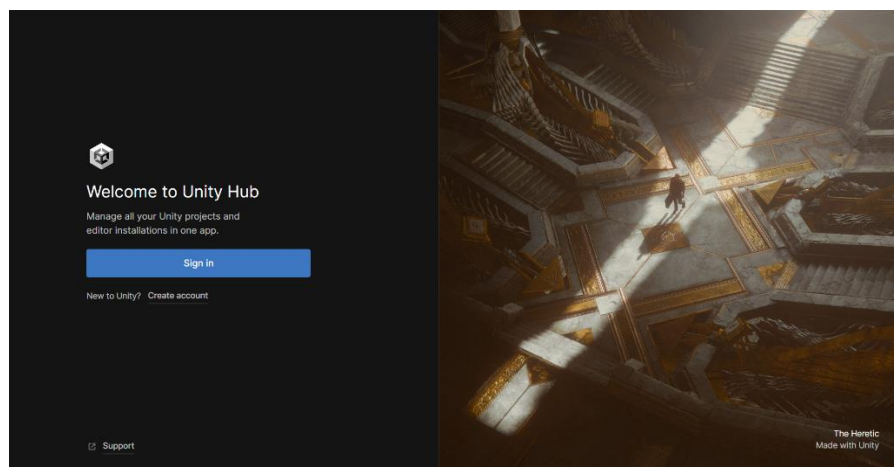 Welcome to Unity Hub
Manage all your Unity projects and
editor installations in one app.
Sign in
New to Unity? Create account
Support
The Heretic
Made with Unity